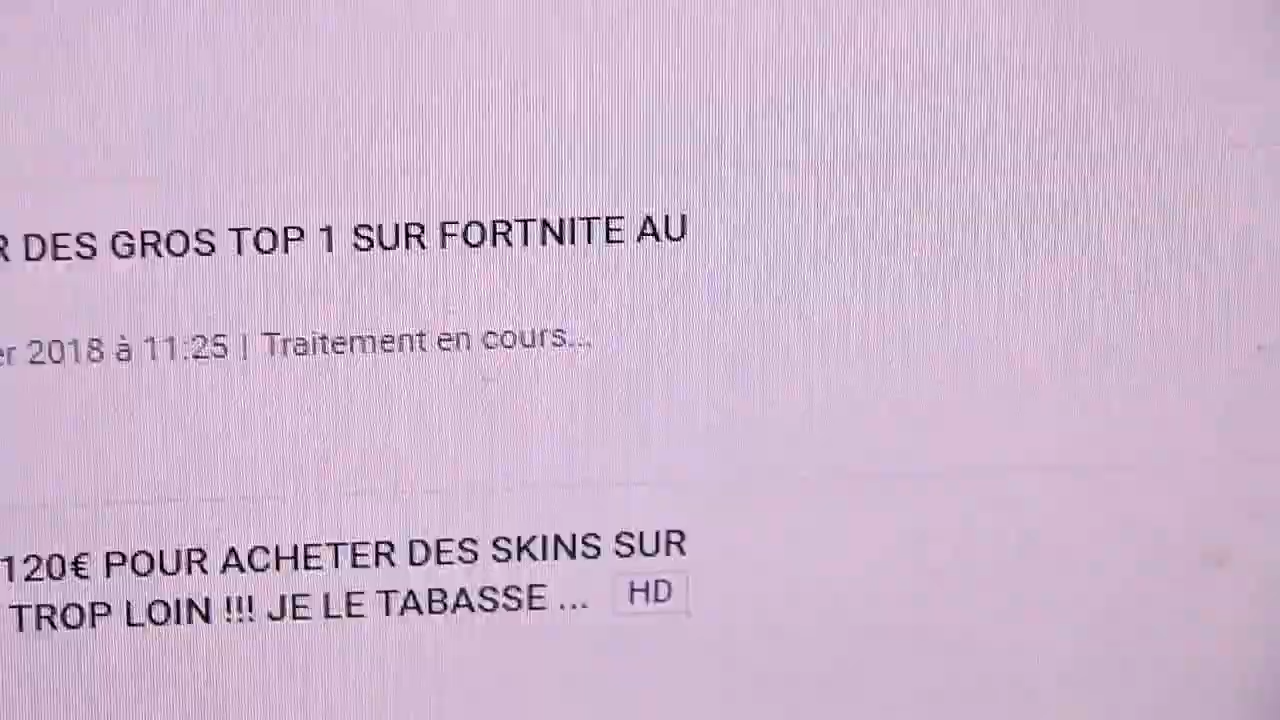 DES GROS TOP 1 SUR FORTNITE AU
2018 à 11:25 | Traitement en cours...
120€ POUR ACHETER DES SKINS SUR
TROP LOIN !!! JE LE TABASSE ... HD